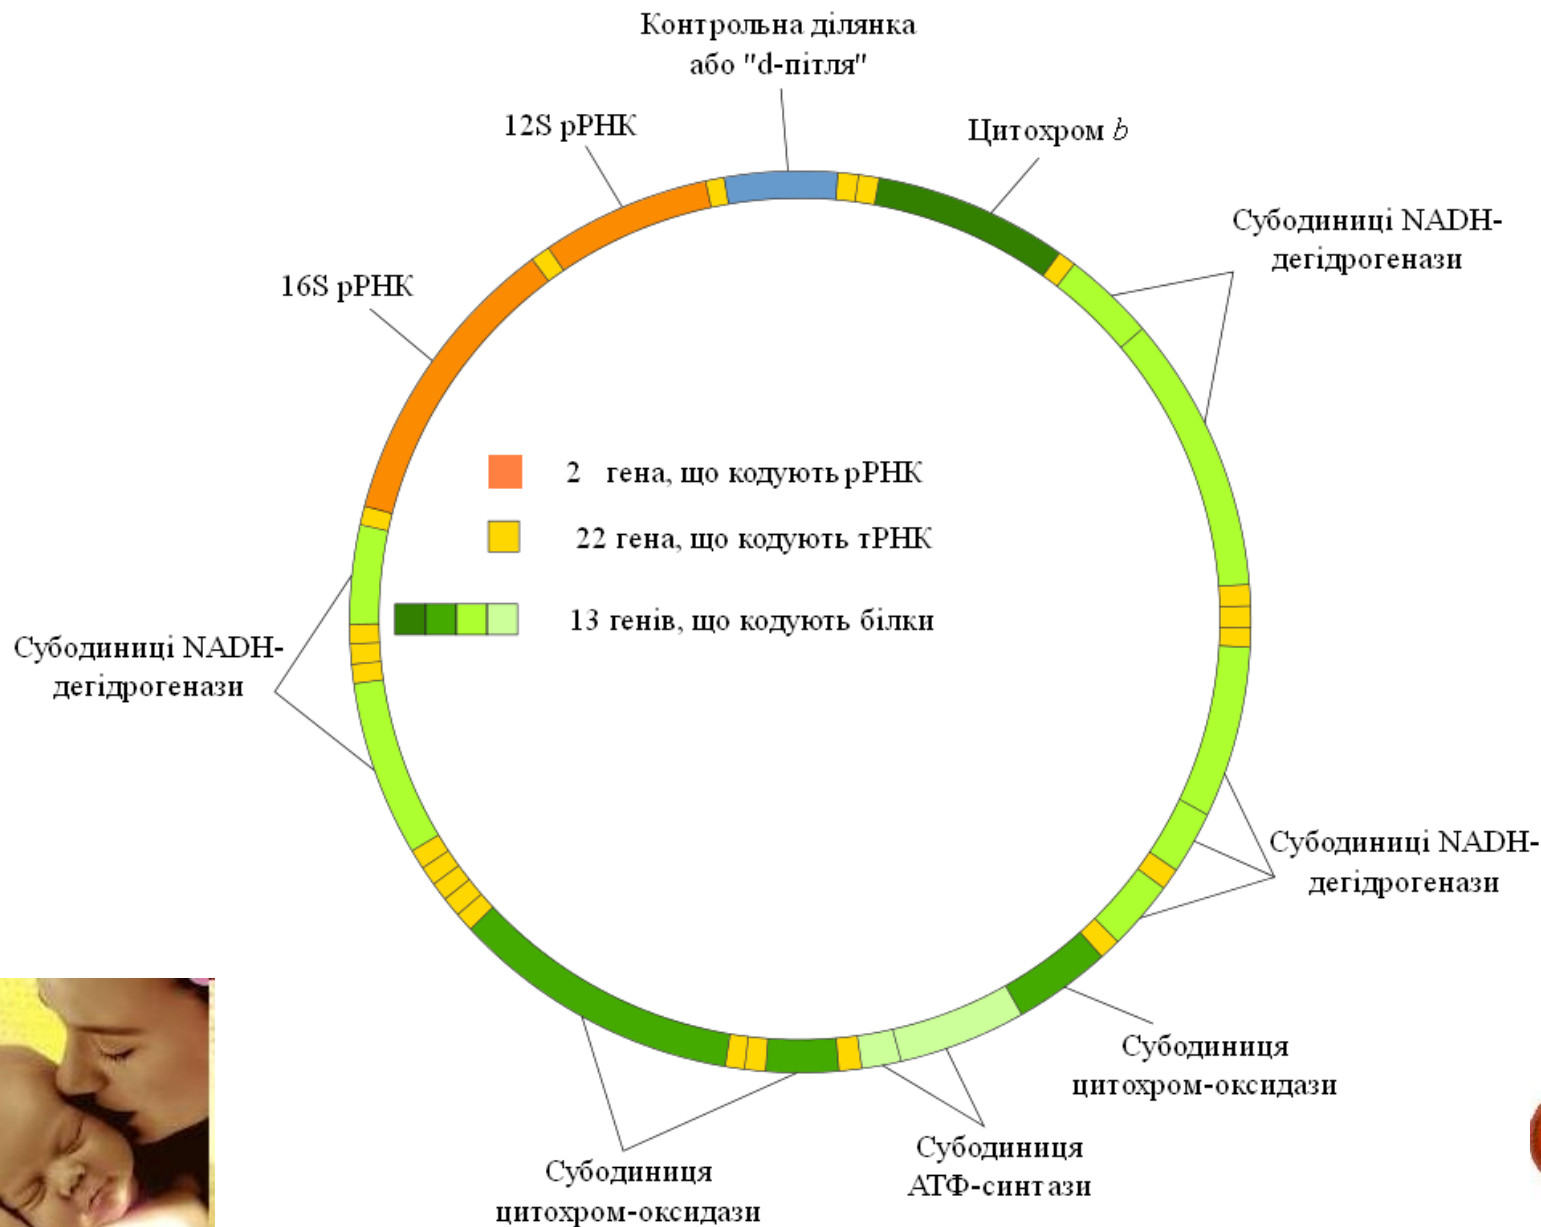 Контрольна ділянка
або "d-пітля"
12S рРНК
Цитохром b
Субодиниці NADH-
дегідрогенази
16S рРНК
2 гена, що кодують рРНК
22 гена, що кодують тРНК
13 генів, що кодують білки
Субодиниці NADH-
дегідрогенази
Субодиниці NADH-
дегідрогенази
Субодиниця
цитохром-оксидази
Субодиниця
АТФ-синтази
Субодиниця
цитохром-оксидази